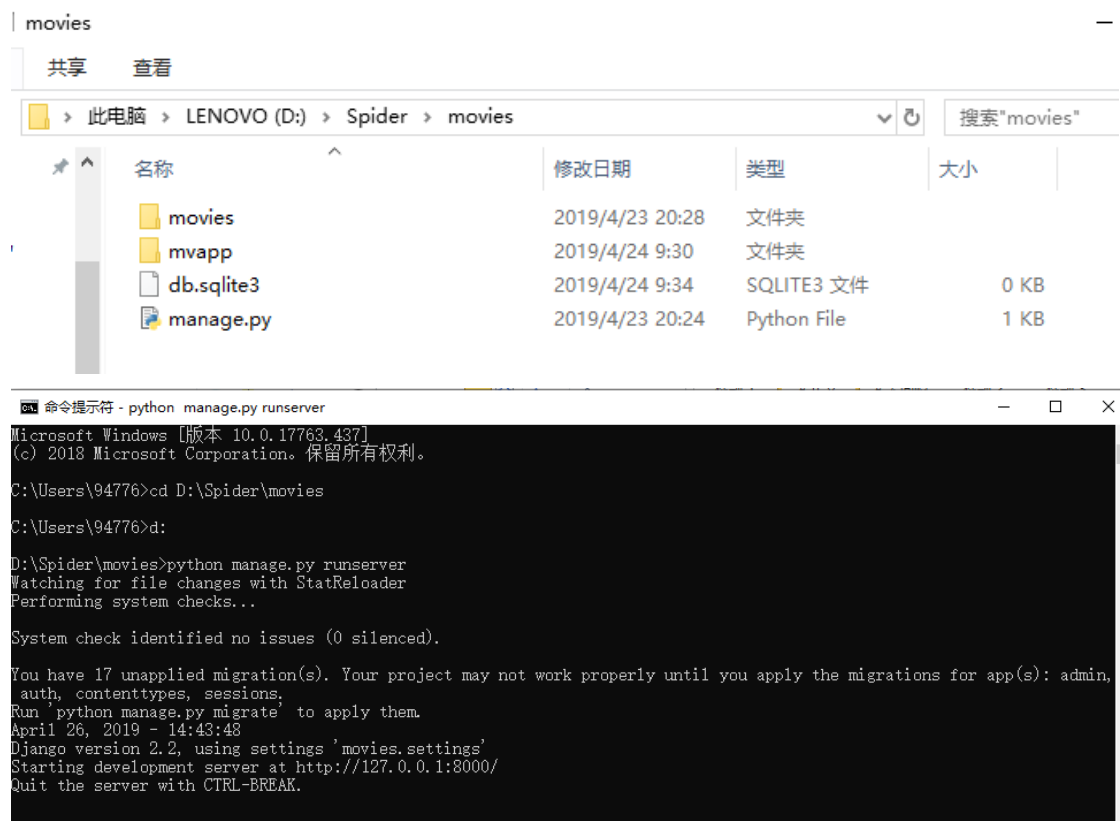 movies
共享 查看
此电脑 > LENOVO (D:) > Spider > movies 搜索"movies"
名称 修改日期 类型 大小
movies 2019/4/23 20:28 文件夹
mvapp 2019/4/24 9:30 文件夹
db.sqlite3 2019/4/24 9:34 SQLITE3 文件 0 KB
manage.py 2019/4/23 20:24 Python File 1 KB
命令提示符 - python  manage.py runserver
Microsoft Windows [版本 10.0.17763.437]
(c) 2018 Microsoft Corporation。保留所有权利。
C:\Users\94776>cd D:\Spider\movies
C:\Users\94776>d:
D:\Spider\movies>python manage.py runserver
Watching for file changes with StatReloader
Performing system checks...
System check identified no issues (0 silenced).
You have 17 unapplied migration(s). Your project may not work properly until you apply the migrations for app(s): admin,
auth, contenttypes, sessions.
Run 'python manage.py migrate' to apply them.
April 26, 2019 - 14:43:48
Django version 2.2, using settings 'movies.settings'
Starting development server at http://127.0.0.1:8000/
Quit the server with CTRL-BREAK.